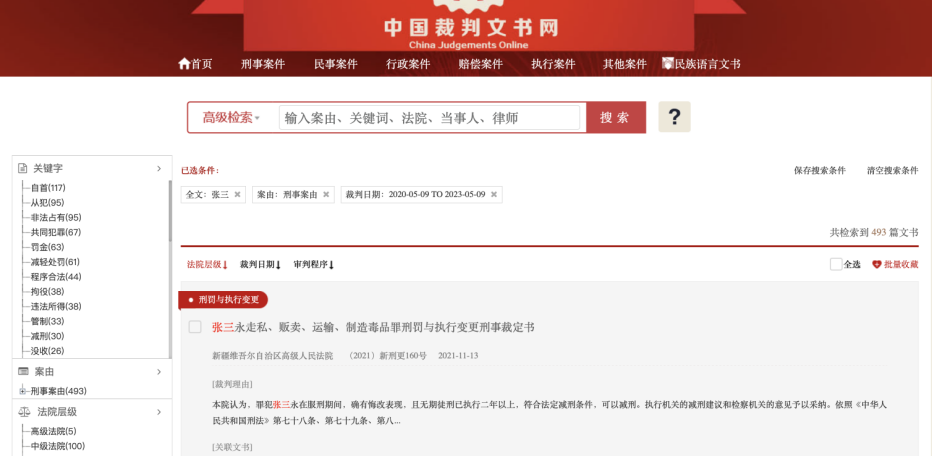 中国裁判文书网
China Judgements Online
首页 刑事案件 民事案件 行政案件 赔偿案件 执行案件 其他案件 民族语言文书
高级检索 输入案由、关键词、法院、当事人、律师 搜索 ?
关键字
自首(117)
从犯(95)
非法占有(95)
共同犯罪(67)
罚金(63)
减轻处罚(61)
程序合法(44)
拘役(38)
违法所得(38)
管制(33)
减刑(30)
没收(26)
案由
刑事案由(493)
法院层级
高级法院(5)
中级法院(100)
已选条件: 保存搜索条件 清空搜索条件
全文: 张三 × 案由: 刑事案由 × 裁判日期: 2020-05-09 TO 2023-05-09 ×
共检索到 493 篇文书
法院层级 裁判日期 审判程序 全选 批量收藏
刑罚与执行变更
张三永走私、贩卖、运输、制造毒品罪刑罚与执行变更刑事裁定书
新疆维吾尔自治区高级人民法院 （2021）新刑更160号 2021-11-13
[裁判理由]
本院认为，罪犯张三永在服刑期间，确有悔改表现，且无期徒刑已执行二年以上，符合法定减刑条件，可以减刑。执行机关的减刑建议和检察机关的意见予以采纳。依照《中华人
民共和国刑法》第七十八条、第七十九条、第八...
[关联文书]